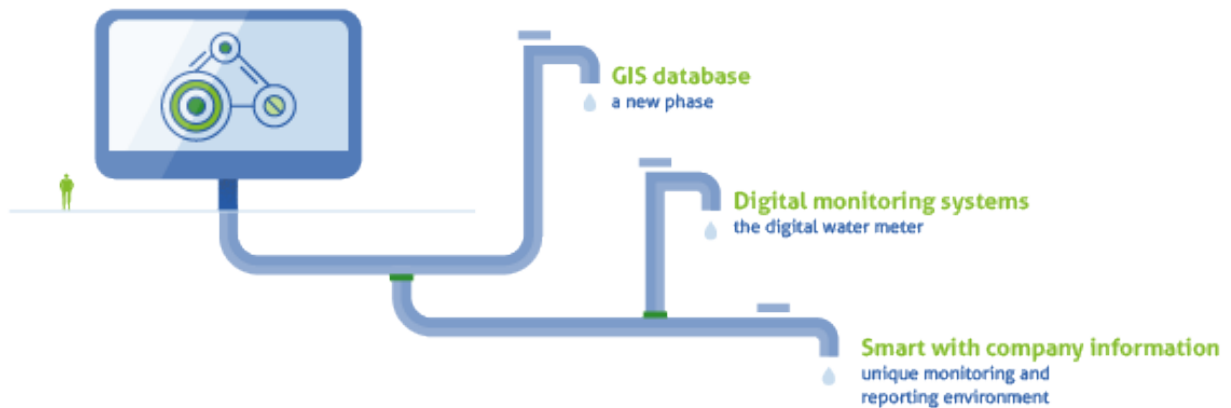 GIS database
a new phase
Digital monitoring systems
the digital water meter
Smart with company information
unique monitoring and
reporting environment